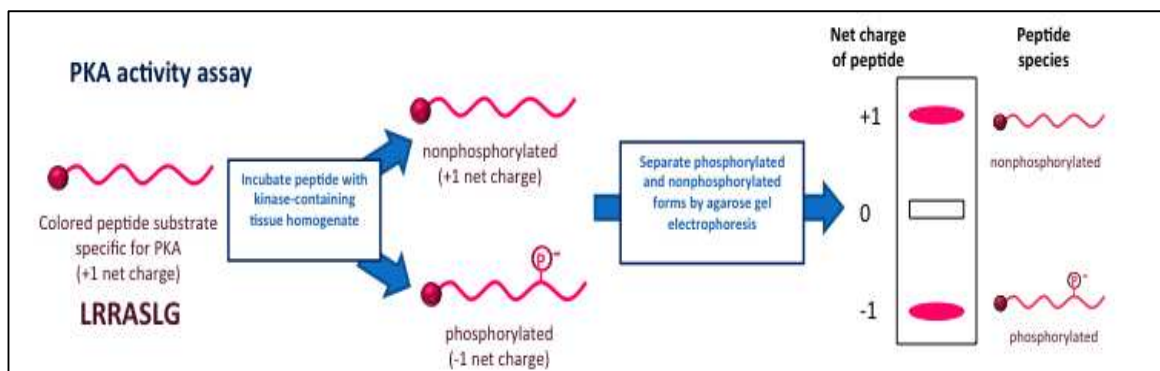 PKA activity assay
Colored peptide substrate
specific for PKA
(+1 net charge)
LRRASLG
Incubate peptide with
kinase-containing
tissue homogenate
nonphosphorylated
(+1 net charge)
P-
phosphorylated
(-1 net charge)
Separate phosphorylated
and nonphosphorylated
forms by agarose gel
electrophoresis
Net charge
of peptide
+1
0
-1
Peptide
species
nonphosphorylated
P-
phosphorylated